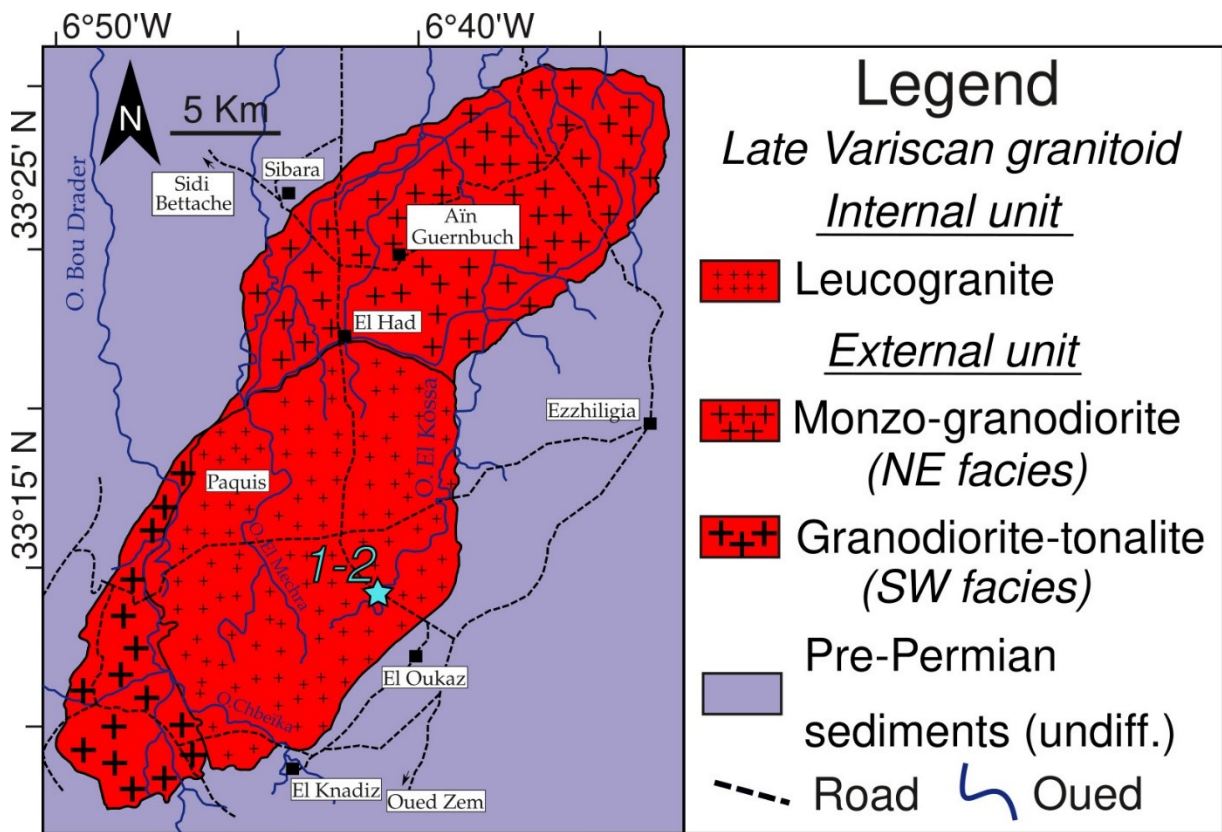 6°50'W
6°40'W
33°25' N
33°15' N
N
5 Km
O. Bou Drader
Sidi
Bettache
Sibara
Aïn
Guernbuch
El Had
O. El Kossa
Ezzhiligia
Paquis
O. El Mechra
1-2
El Oukaz
O.Chbeika
El Knadiz
Oued Zem
Legend
Late Variscan granitoid
Internal unit
Leucogranite
External unit
Monzo-granodiorite
(NE facies)
Granodiorite-tonalite
(SW facies)
Pre-Permian
sediments (undiff.)
Road
Oued